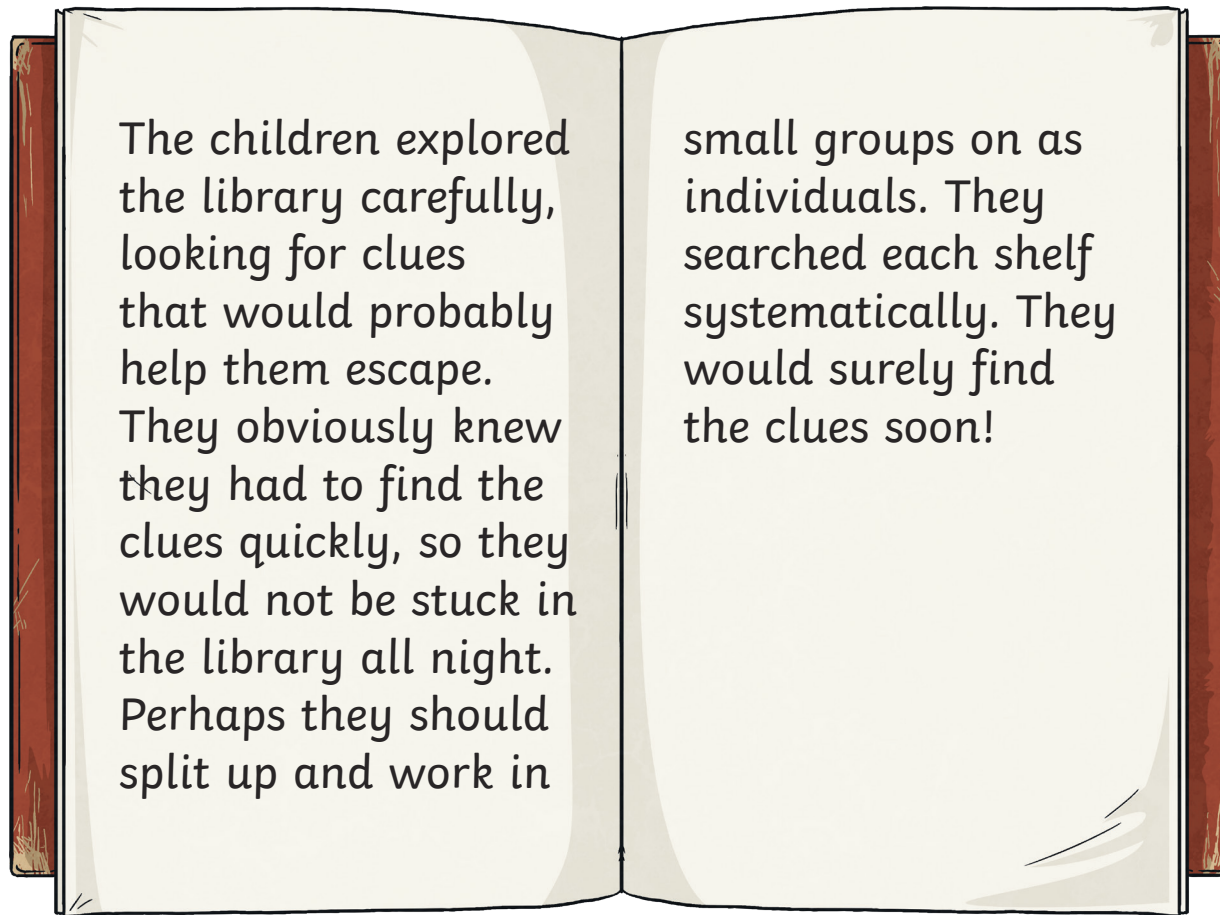 The children explored
the library carefully,
looking for clues
that would probably
help them escape.
They obviously knew
they had to find the
clues quickly, so they
would not be stuck in
the library all night.
Perhaps they should
split up and work in
small groups on as
individuals. They
searched each shelf
systematically. They
would surely find
the clues soon!